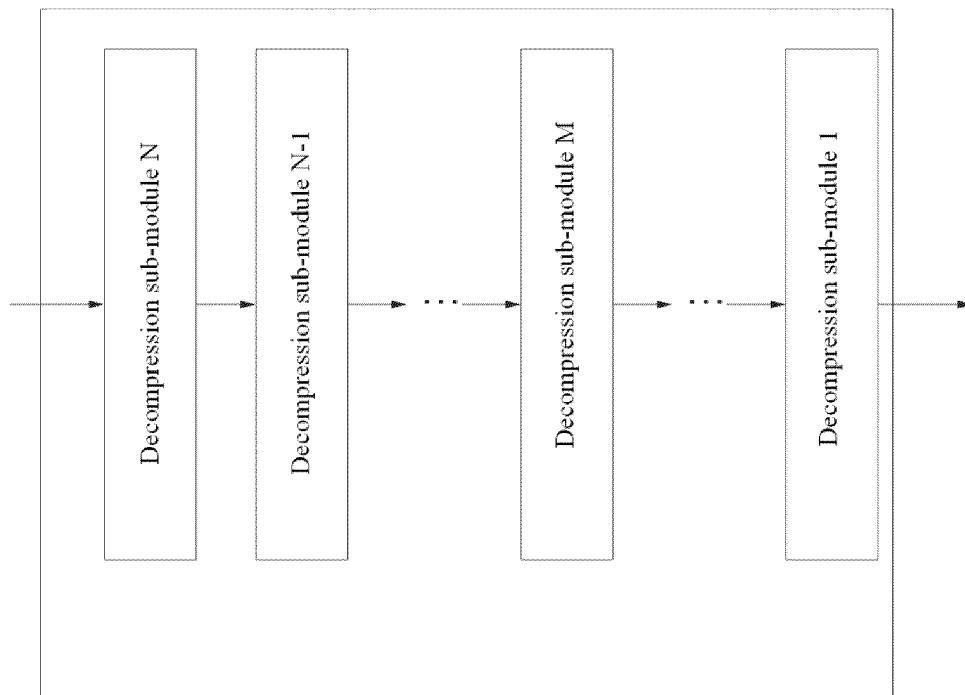 Decompression sub-module N
Decompression sub-module N-1
...
Decompression sub-module M
...
Decompression sub-module 1